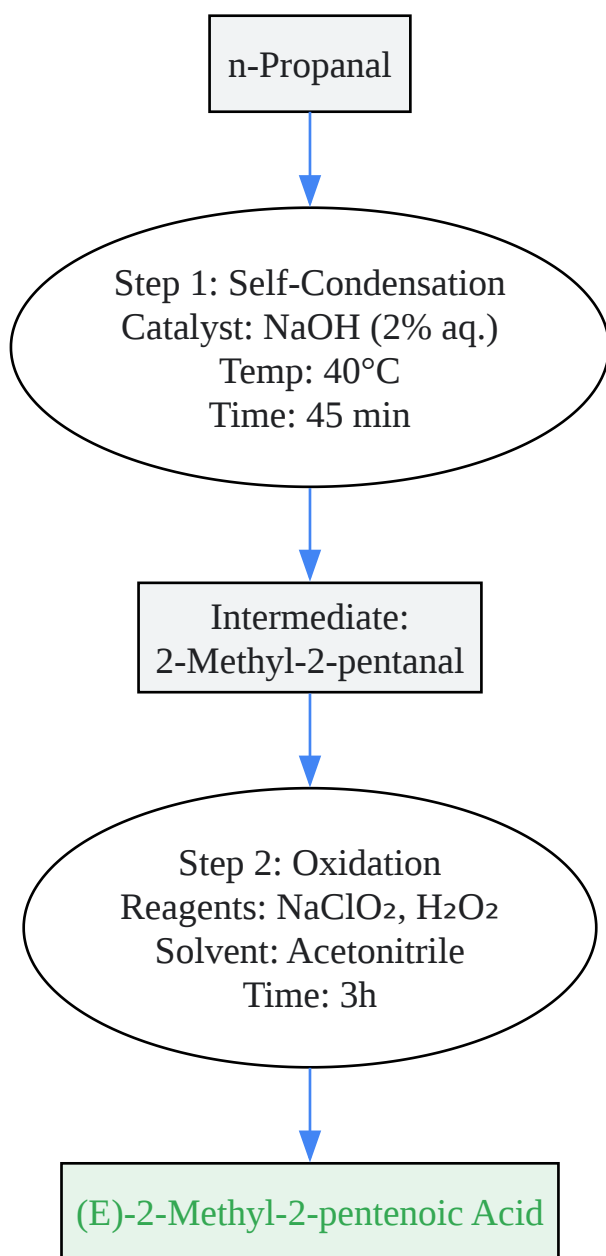 n-Propanal
Step 1: Self-Condensation
Catalyst: NaOH (2% aq.)
Temp: 40°C
Time: 45 min
Intermediate:
2-Methyl-2-pentanal
Step 2: Oxidation
Reagents: NaClO₂, H₂O₂
Solvent: Acetonitrile
Time: 3h
(E)-2-Methyl-2-pentenoic Acid